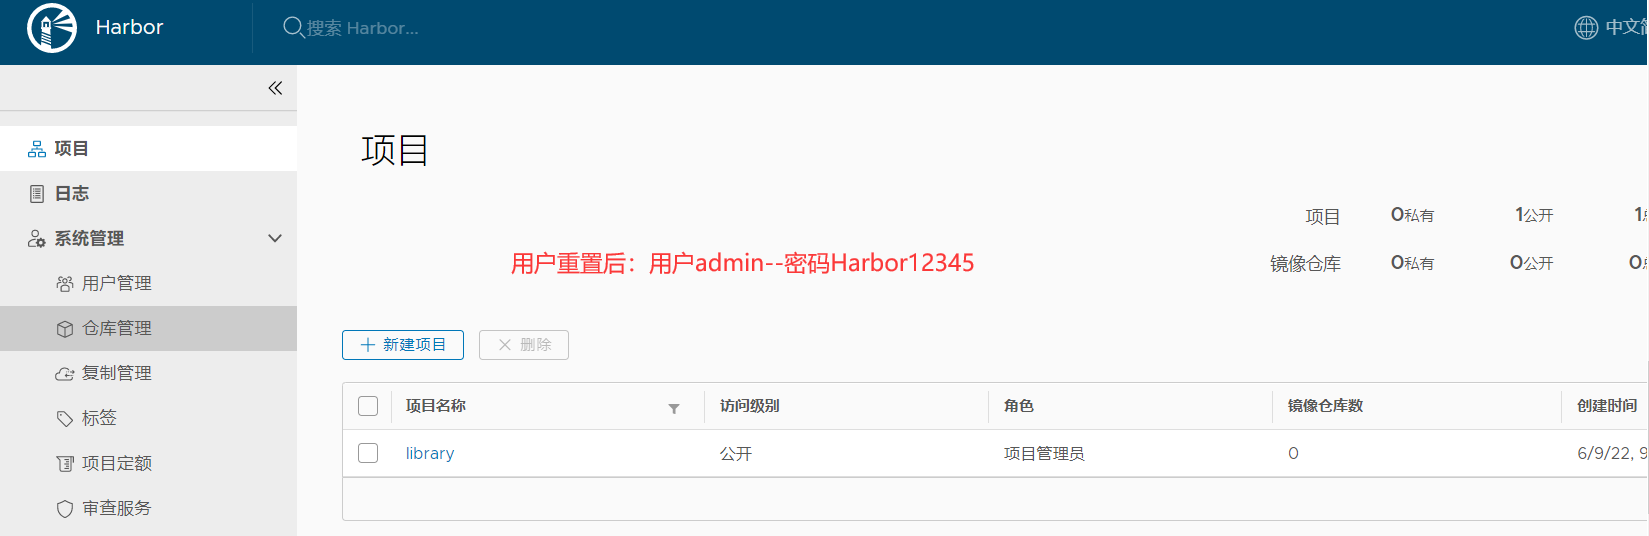 Harbor
搜索 Harbor...
中文简
项目
日志
系统管理
用户管理
仓库管理
复制管理
标签
项目定额
审查服务
项目
项目 0私有 1公开 1
镜像仓库 0私有 0公开 0
用户重置后：用户admin--密码Harbor12345
新建项目 删除
项目名称 访问级别 角色 镜像仓库数 创建时间
library 公开 项目管理员 0 6/9/22, 9